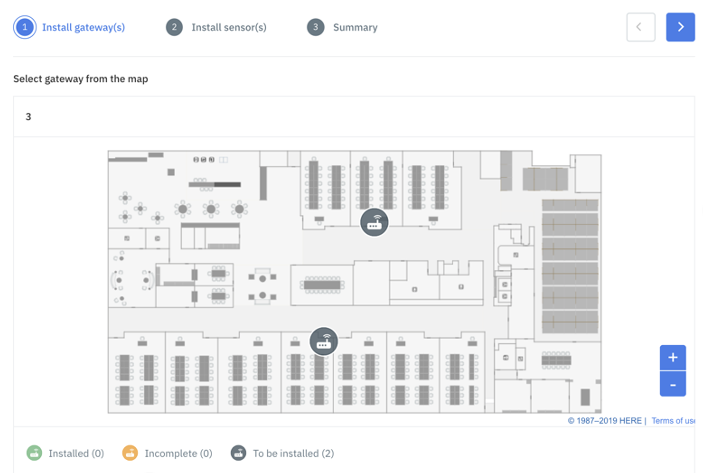 1 Install gateway(s) 2 Install sensor(s) 3 Summary
Select gateway from the map
3
+
-
© 1987–2019 HERE | Terms of us
Installed (0) Incomplete (0) To be installed (2)